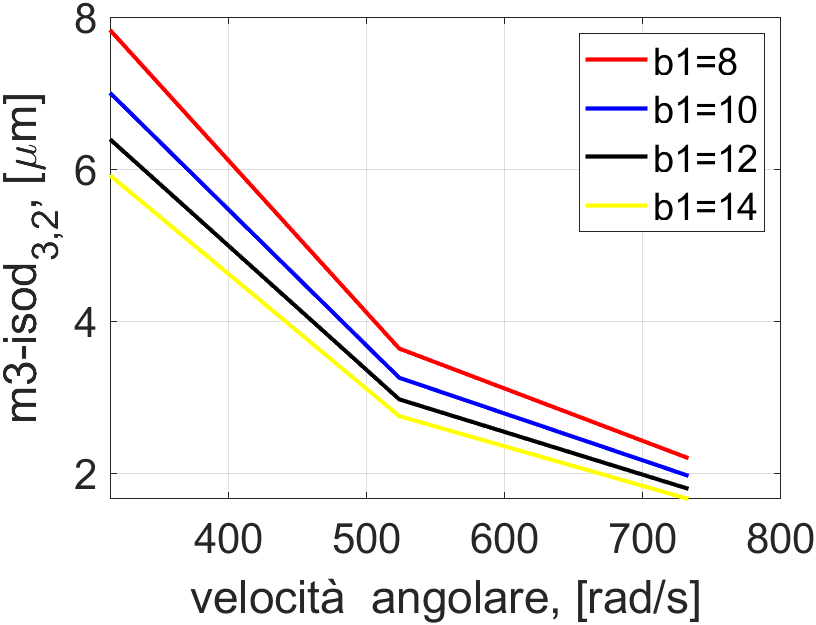 8
6
4
2
m3-isod3,2, [μm]
b1=8
b1=10
b1=12
b1=14
400 500 600 700 800
velocità angolare, [rad/s]